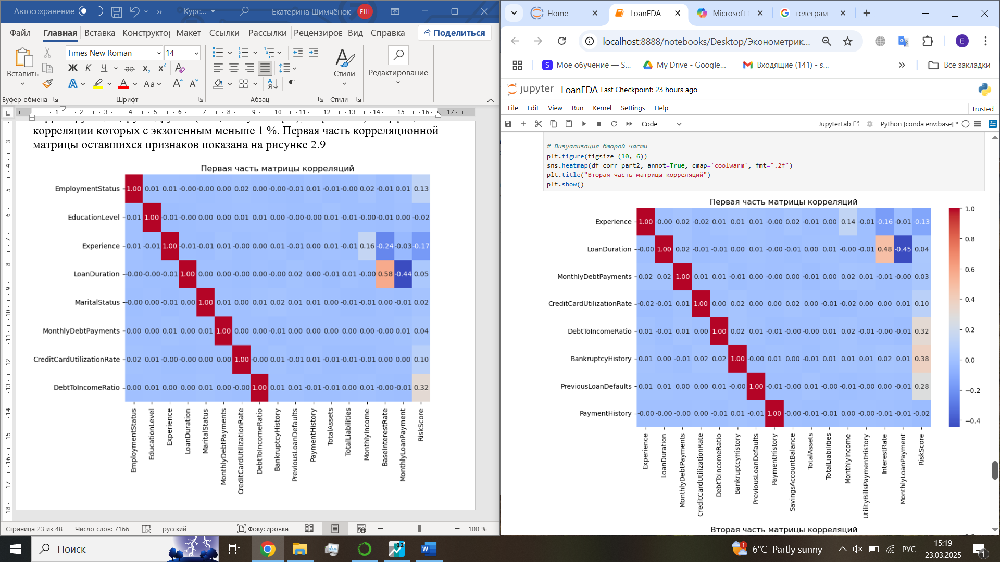 Автосохранение
Курс...
Екатерина Шимчёнок
ЕШ
Файл Главная Вставка Конструктор Макет Ссылки Рассылки Рецензиров Вид Справка Поделиться
Вставить
Times New Roman 14
Ж К Ч ab x₂ x²
A A Aa A A
Стили
Редактирование
Буфер обмена Шрифт Абзац Стили
1 2 3 4 5 6 7 8 9 10 11 12 13 14 15 16 17
корреляции которых с экзогенным меньше 1 %. Первая часть корреляционной
матрицы оставшихся признаков показана на рисунке 2.9
Первая часть матрицы корреляций
EmploymentStatus 1.00 0.01 0.01 -0.00 -0.00 0.00 0.02 0.00 -0.00 -0.01 0.01 -0.01 -0.00 0.02 -0.01 0.01 0.13
EducationLevel 0.01 1.00 -0.01 -0.00 0.00 0.00 0.01 0.01 0.00 -0.00 -0.00 0.01 -0.01 -0.00 -0.01 0.00 -0.02
Experience 0.01 -0.01 1.00 -0.01 -0.01 0.01 -0.00 0.00 0.01 -0.01 0.00 0.01 -0.01 0.16 -0.24 -0.03 -0.17
LoanDuration -0.00 -0.00 -0.01 1.00 0.00 0.00 -0.00 0.00 -0.00 0.02 0.00 -0.01 0.01 -0.00 0.58 -0.44 0.05
MaritalStatus -0.00 0.00 -0.01 0.00 1.00 0.01 0.00 0.01 0.02 0.01 0.01 0.00 -0.01 -0.01 0.00 -0.01 0.02
MonthlyDebtPayments 0.00 0.00 0.01 0.00 0.01 1.00 0.00 0.00 -0.01 0.00 0.00 0.00 0.00 0.00 -0.00 0.01 0.04
CreditCardUtilizationRate 0.02 0.01 -0.00 -0.00 0.00 0.00 1.00 -0.00 0.01 -0.01 0.01 -0.01 -0.01 -0.01 0.00 0.00 0.10
DebtToIncomeRatio 0.00 0.01 0.00 0.00 0.01 0.00 -0.00 1.00 0.01 0.01 -0.01 -0.01 0.00 0.01 -0.00 -0.01 0.32
EmploymentStatus
EducationLevel
Experience
LoanDuration
MaritalStatus
MonthlyDebtPayments
CreditCardUtilizationRate
DebtToIncomeRatio
BankruptcyHistory
PreviousLoanDefaults
PaymentHistory
TotalAssets
TotalLiabilities
MonthlyIncome
BaseInterestRate
MonthlyLoanPayment
RiskScore
3 4 5 6 7 8 9 10 11 12 13 14 15 16 17 18
Страница 23 из 48 Число слов: 7166 русский Фокусировка 100 %
Home LoanEDA Microsoft телеграм
localhost:8888/notebooks/Desktop/Эконометрик...
E
S Мое обучение — S... My Drive - Google... Входящие (141) - s... Все закладки
jupyter LoanEDA Last Checkpoint: 23 hours ago
File Edit View Run Kernel Settings Help Trusted
Code JupyterLab Python [conda env:base] *
# Визуализация второй части
plt.figure(figsize=(10, 6))
sns.heatmap(df_corr_part2, annot=True, cmap='coolwarm', fmt=".2f")
plt.title("Вторая часть матрицы корреляций")
plt.show()
Первая часть матрицы корреляций
Experience 1.00 -0.00 0.02 -0.02 0.01 0.01 0.01 -0.00 0.02 -0.01 0.00 0.14 -0.01 -0.16 -0.01 -0.13
LoanDuration -0.00 1.00 0.02 -0.01 -0.01 0.00 0.01 -0.00 0.01 -0.00 0.01 -0.00 -0.01 0.48 -0.45 0.04
MonthlyDebtPayments 0.02 0.02 1.00 0.01 0.01 -0.01 0.00 -0.00 0.00 -0.00 0.01 0.02 0.01 -0.01 -0.00 0.03
CreditCardUtilizationRate -0.02 -0.01 0.01 1.00 0.00 0.02 0.00 0.00 0.02 0.00 -0.01 -0.02 0.00 0.00 0.01 0.10
DebtToIncomeRatio 0.01 -0.01 0.01 0.00 1.00 0.02 0.01 -0.01 -0.00 -0.00 0.01 0.02 -0.01 -0.00 -0.01 0.32
BankruptcyHistory 0.01 0.00 -0.01 0.02 0.02 1.00 -0.00 0.01 0.00 -0.01 0.01 0.01 0.01 0.02 0.01 0.38
PreviousLoanDefaults 0.01 0.01 0.00 0.00 0.01 -0.00 1.00 -0.01 -0.00 0.01 -0.00 -0.01 -0.00 0.00 -0.01 0.28
PaymentHistory -0.00 -0.00 -0.00 0.00 -0.01 0.01 -0.01 1.00 -0.00 -0.01 -0.01 0.00 -0.00 -0.01 -0.01 -0.02
Experience
LoanDuration
MonthlyDebtPayments
CreditCardUtilizationRate
DebtToIncomeRatio
BankruptcyHistory
PreviousLoanDefaults
PaymentHistory
SavingsAccountBalance
TotalAssets
TotalLiabilities
MonthlyIncome
UtilityBillsPaymentHistory
InterestRate
MonthlyLoanPayment
RiskScore
1.0
0.8
0.6
0.4
0.2
0.0
−0.2
−0.4
Вторая часть матрицы корреляций
Поиск
12
6°C Partly sunny
РУС
15:19
23.03.2025
1